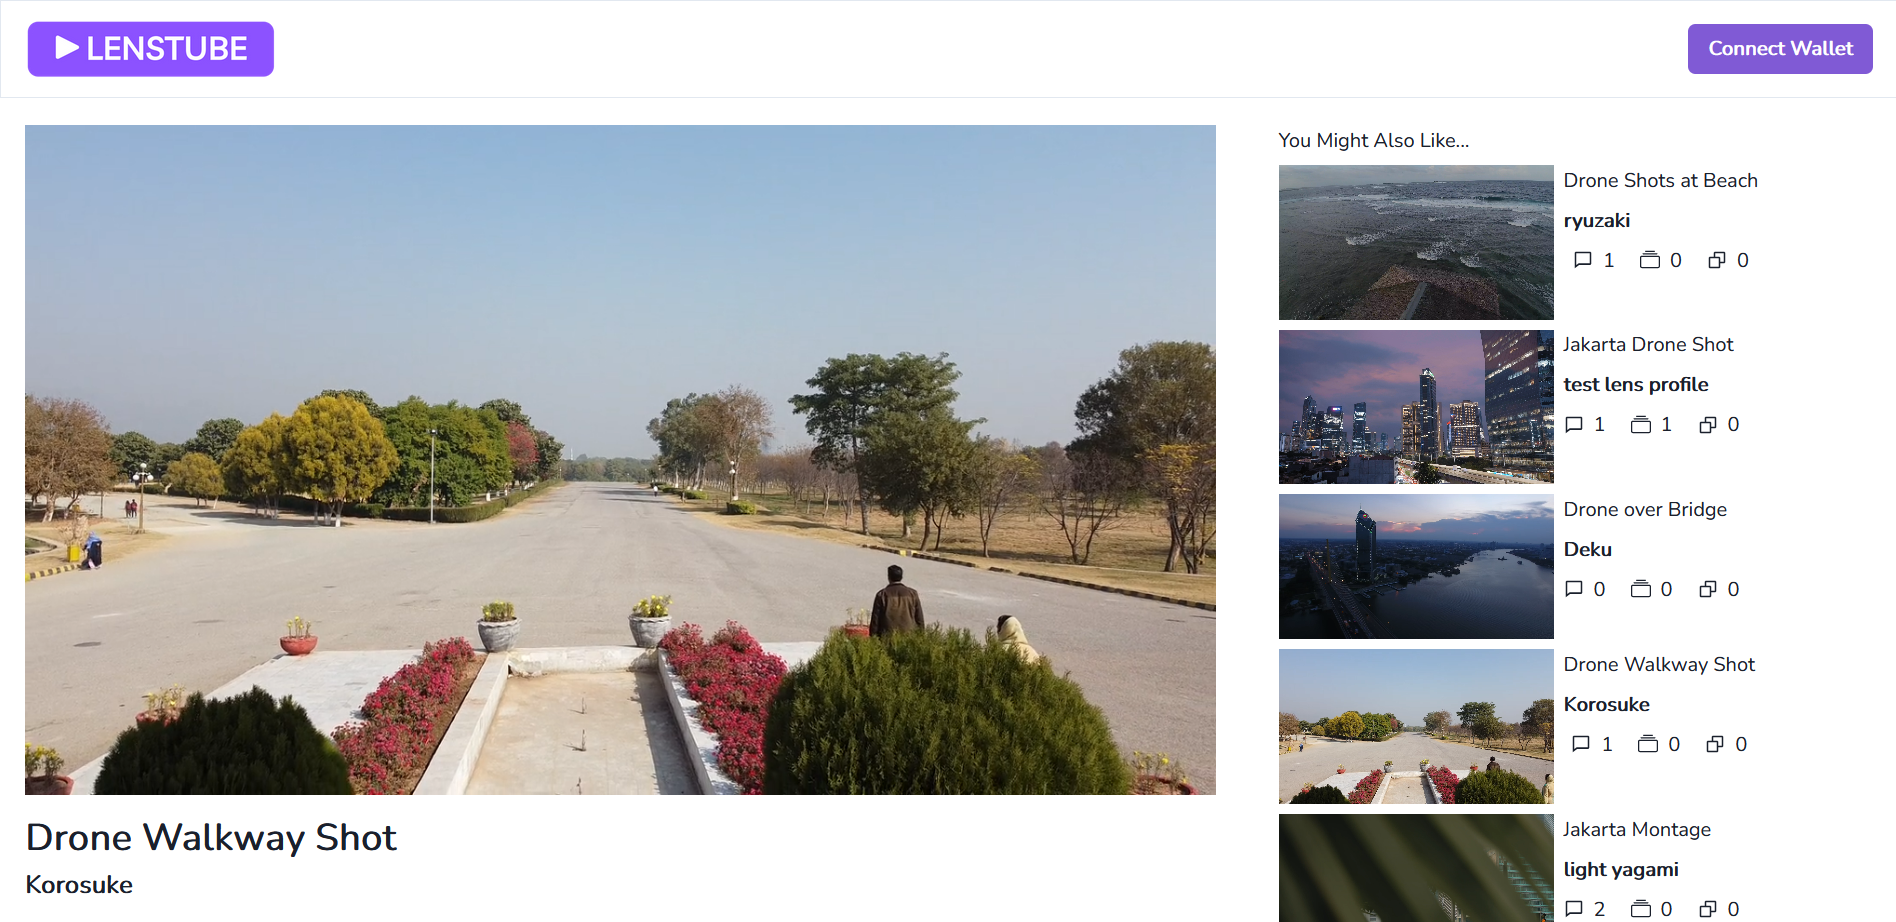 LENSTUBE
Connect Wallet
You Might Also Like...
Drone Shots at Beach
ryuzaki
1 0 0
Jakarta Drone Shot
test lens profile
1 1 0
Drone over Bridge
Deku
0 0 0
Drone Walkway Shot
Korosuke
1 0 0
Jakarta Montage
light yagami
2 0 0
Drone Walkway Shot
Korosuke